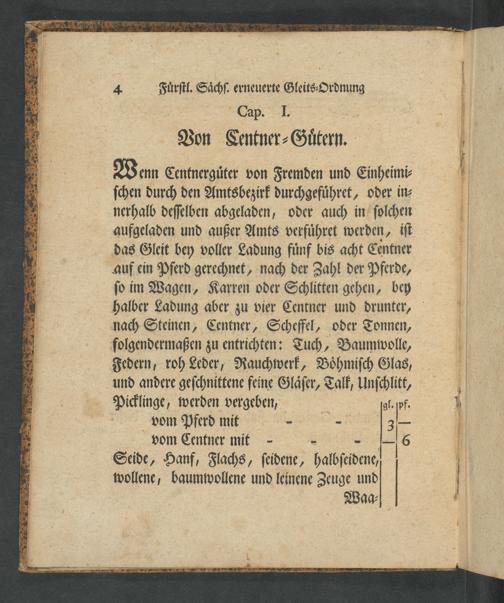 4 Fürstl. Sächs. erneuerte Gleits-Ordnung
Cap. I.
Von Centner-Gütern.
Wenn Centnergüter von Fremden und Einheimi-
schen durch den Amtsbezirk durchgeführet, oder in-
nerhalb desselben abgeladen, oder auch in solchen
aufgeladen und außer Amts verführet werden, ist
das Gleit bey voller Ladung fünf bis acht Centner
auf ein Pferd gerechnet, nach der Zahl der Pferde,
so im Wagen, Karren oder Schlitten gehen, bey
halber Ladung aber zu vier Centner und drunter,
nach Steinen, Centner, Scheffel, oder Tonnen,
folgendermaßen zu entrichten: Tuch, Baumwolle,
Federn, roh Leder, Rauchwerk, Böhmisch Glas,
und andere geschnittene feine Gläser, Talk, Unschlitt,
Picklinge, werden vergeben, gl. pf.
vom Pferd mit - - 3 —
vom Centner mit - - - — 6
Seide, Hanf, Flachs, seidene, halbseidene,
wollene, baumwollene und leinene Zeuge und
Waa-